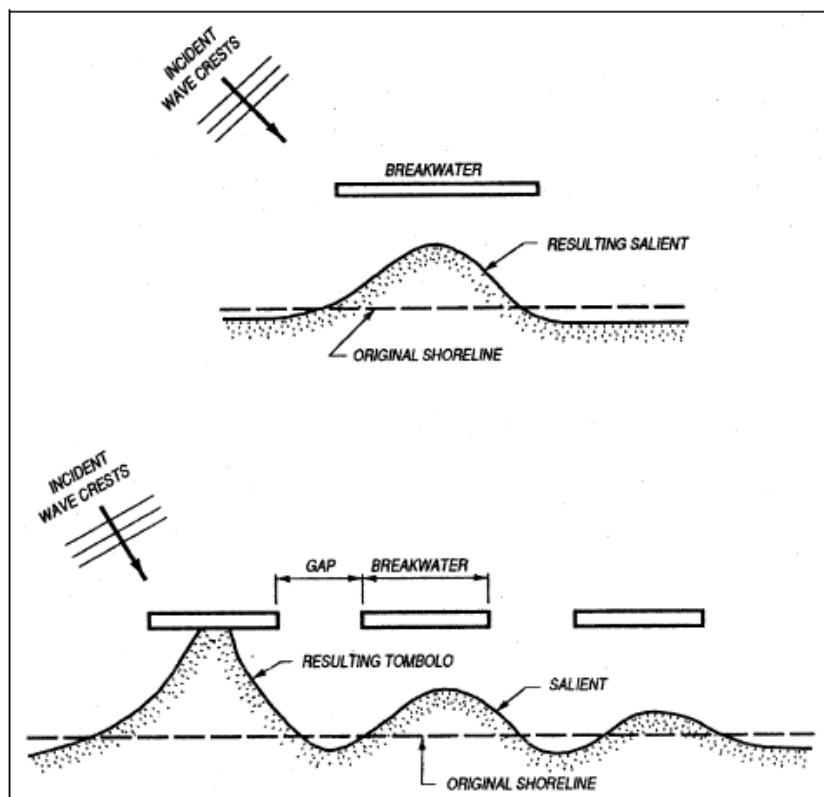 INCIDENT
WAVE CRESTS
BREAKWATER
RESULTING SALIENT
ORIGINAL SHORELINE
INCIDENT
WAVE CRESTS
GAP
BREAKWATER
RESULTING TOMBOLO
SALIENT
ORIGINAL SHORELINE